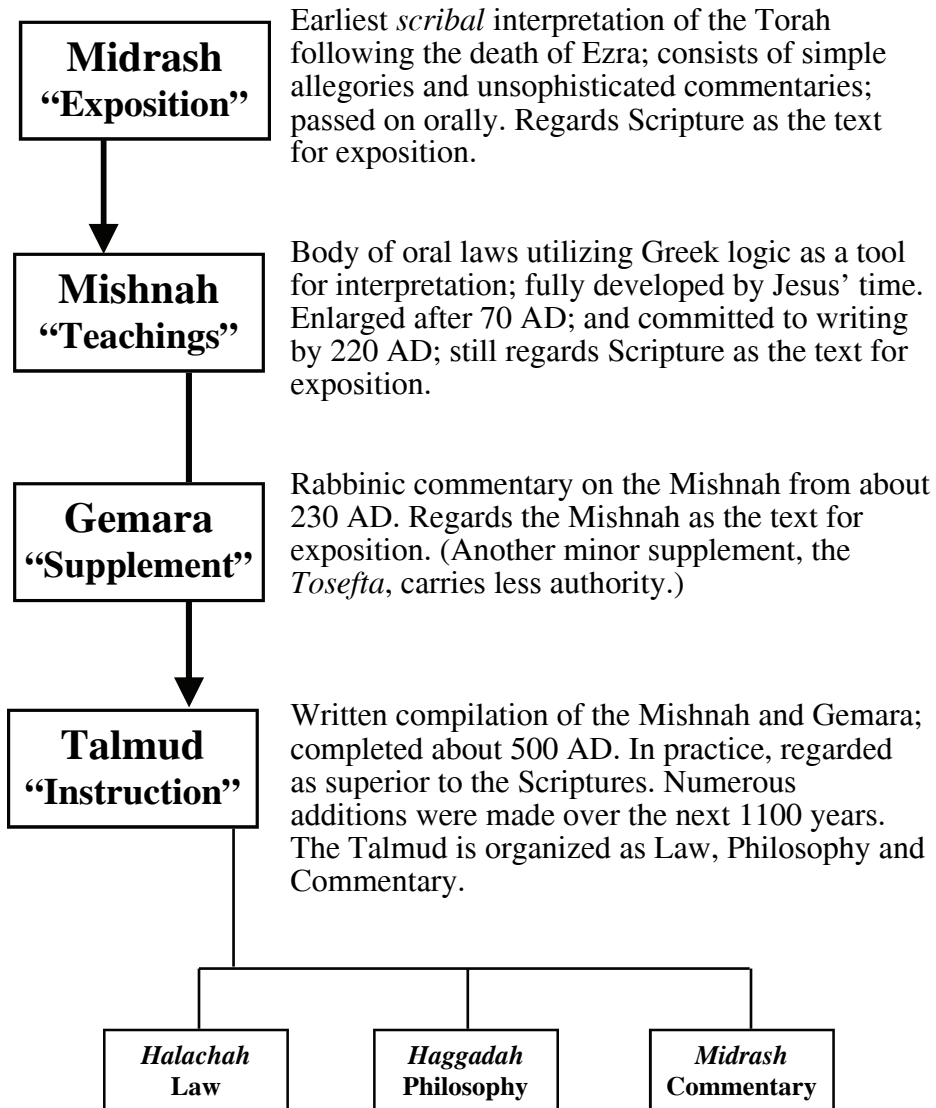 Midrash
“Exposition”
Earliest scribal interpretation of the Torah
following the death of Ezra; consists of simple
allegories and unsophisticated commentaries;
passed on orally. Regards Scripture as the text
for exposition.
Mishnah
“Teachings”
Body of oral laws utilizing Greek logic as a tool
for interpretation; fully developed by Jesus’ time.
Enlarged after 70 AD; and committed to writing
by 220 AD; still regards Scripture as the text for
exposition.
Gemara
“Supplement”
Rabbinic commentary on the Mishnah from about
230 AD. Regards the Mishnah as the text for
exposition. (Another minor supplement, the
Tosefta, carries less authority.)
Talmud
“Instruction”
Written compilation of the Mishnah and Gemara;
completed about 500 AD. In practice, regarded
as superior to the Scriptures. Numerous
additions were made over the next 1100 years.
The Talmud is organized as Law, Philosophy and
Commentary.
Halachah
Law
Haggadah
Philosophy
Midrash
Commentary